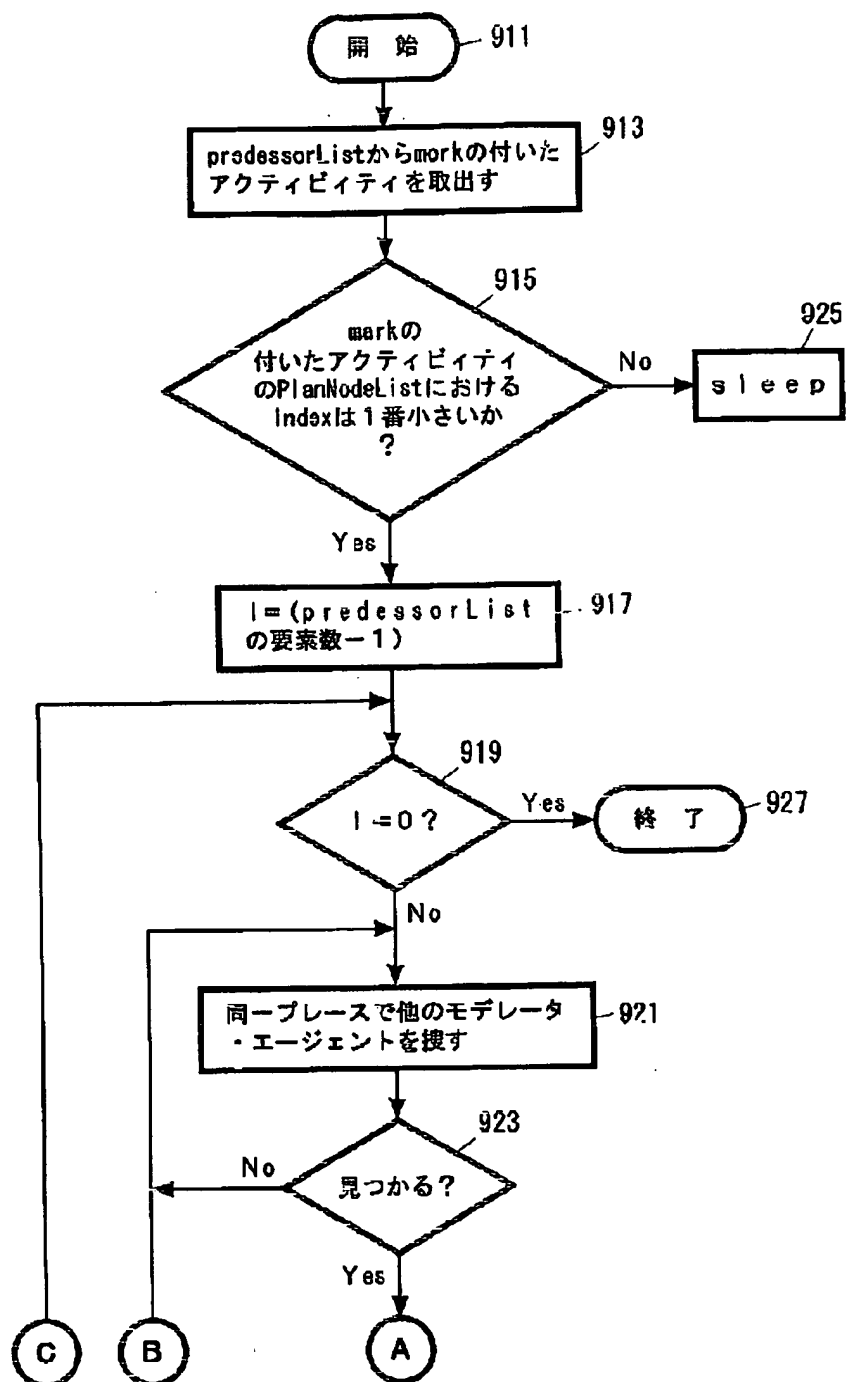 開 始
911
913
predessorListからmarkの付いた
アクティビィティを取出す
915
markの
付いたアクティビィティ
のPlanNodeListにおける
indexは1番小さいか
?
No
925
sleep
Yes
I=(predessorList
の要素数-1)
917
919
I=0?
Yes
終 了
927
No
同一プレースで他のモデレータ
・エージェントを捜す
921
923
見つかる?
No
Yes
C
B
A